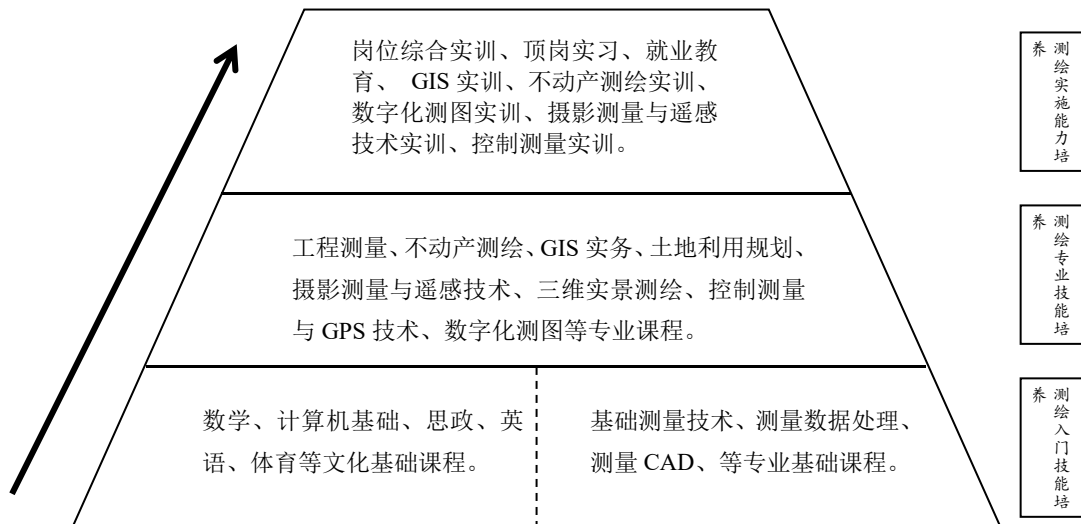 岗位综合实训、顶岗实习、就业教
育、 GIS 实训、不动产测绘实训、
数字化测图实训、摄影测量与遥感
技术实训、控制测量实训。
测绘实施能力培
养
工程测量、不动产测绘、GIS 实务、土地利用规划、
摄影测量与遥感技术、三维实景测绘、控制测量
与 GPS 技术、数字化测图等专业课程。
测绘专业技能培
养
数学、计算机基础、思政、英
语、体育等文化基础课程。
基础测量技术、测量数据处理、
测量 CAD、等专业基础课程。
测绘入门技能培
养